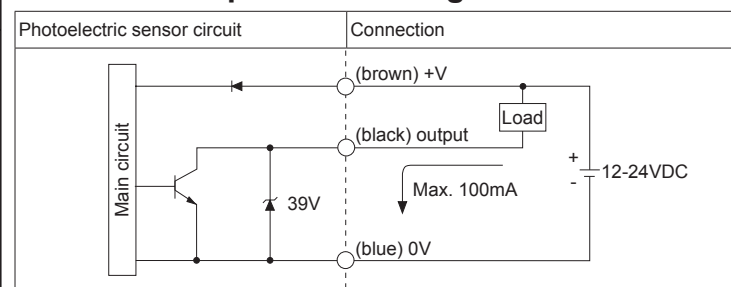 Photoelectric sensor circuit
Connection
(brown) +V
Load
(black) output
Main circuit
39V
Max. 100mA
+
-
12-24VDC
(blue) 0V